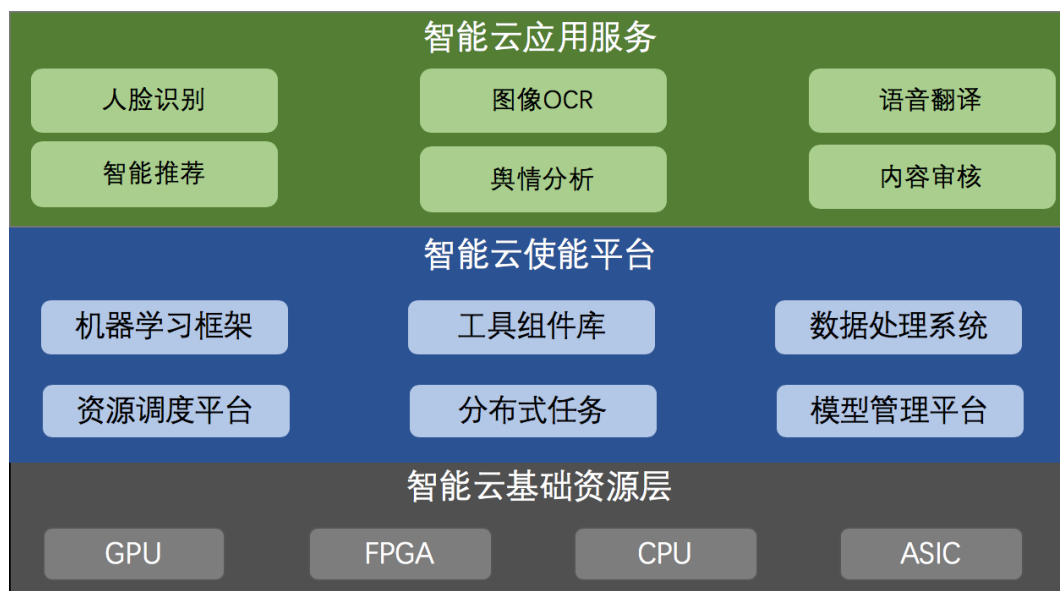 智能云应用服务
人脸识别 图像OCR 语音翻译
智能推荐 舆情分析 内容审核
智能云使能平台
机器学习框架 工具组件库 数据处理系统
资源调度平台 分布式任务 模型管理平台
智能云基础资源层
GPU FPGA CPU ASIC